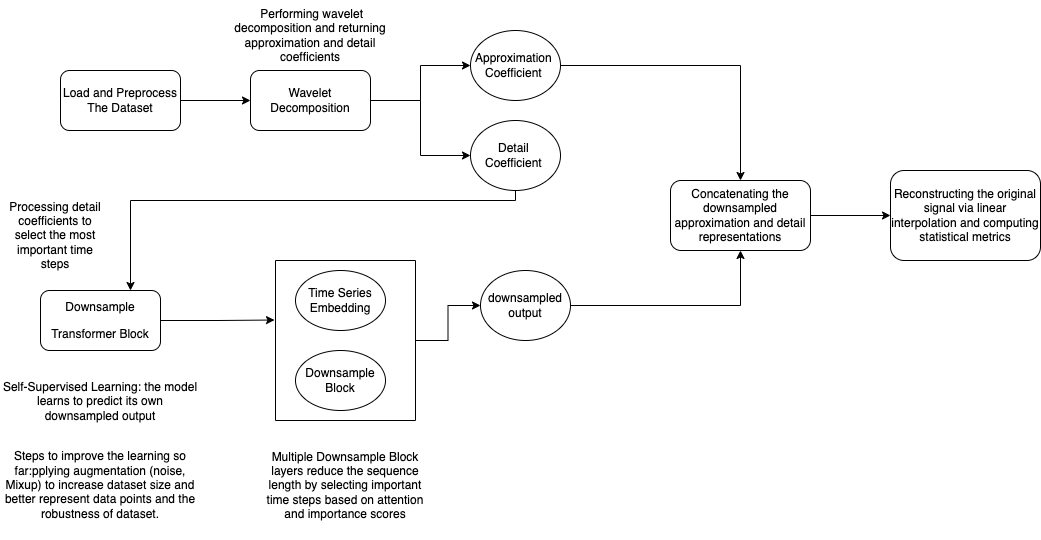 Performing wavelet
decomposition and returning
approximation and detail
coefficients
Load and Preprocess
The Dataset
Wavelet
Decomposition
Approximation
Coefficient
Detail
Coefficient
Concatenating the
downsampled
approximation and detail
representations
Reconstructing the original
signal via linear
interpolation and computing
statistical metrics
Processing detail
coefficients to
select the most
important time
steps
Downsample
Transformer Block
Time Series
Embedding
Downsample
Block
downsampled
output
Self-Supervised Learning: the model
learns to predict its own
downsampled output
Steps to improve the learning so
far:pplying augmentation (noise,
Mixup) to increase dataset size and
better represent data points and the
robustness of dataset.
Multiple Downsample Block
layers reduce the sequence
length by selecting important
time steps based on attention
and importance scores